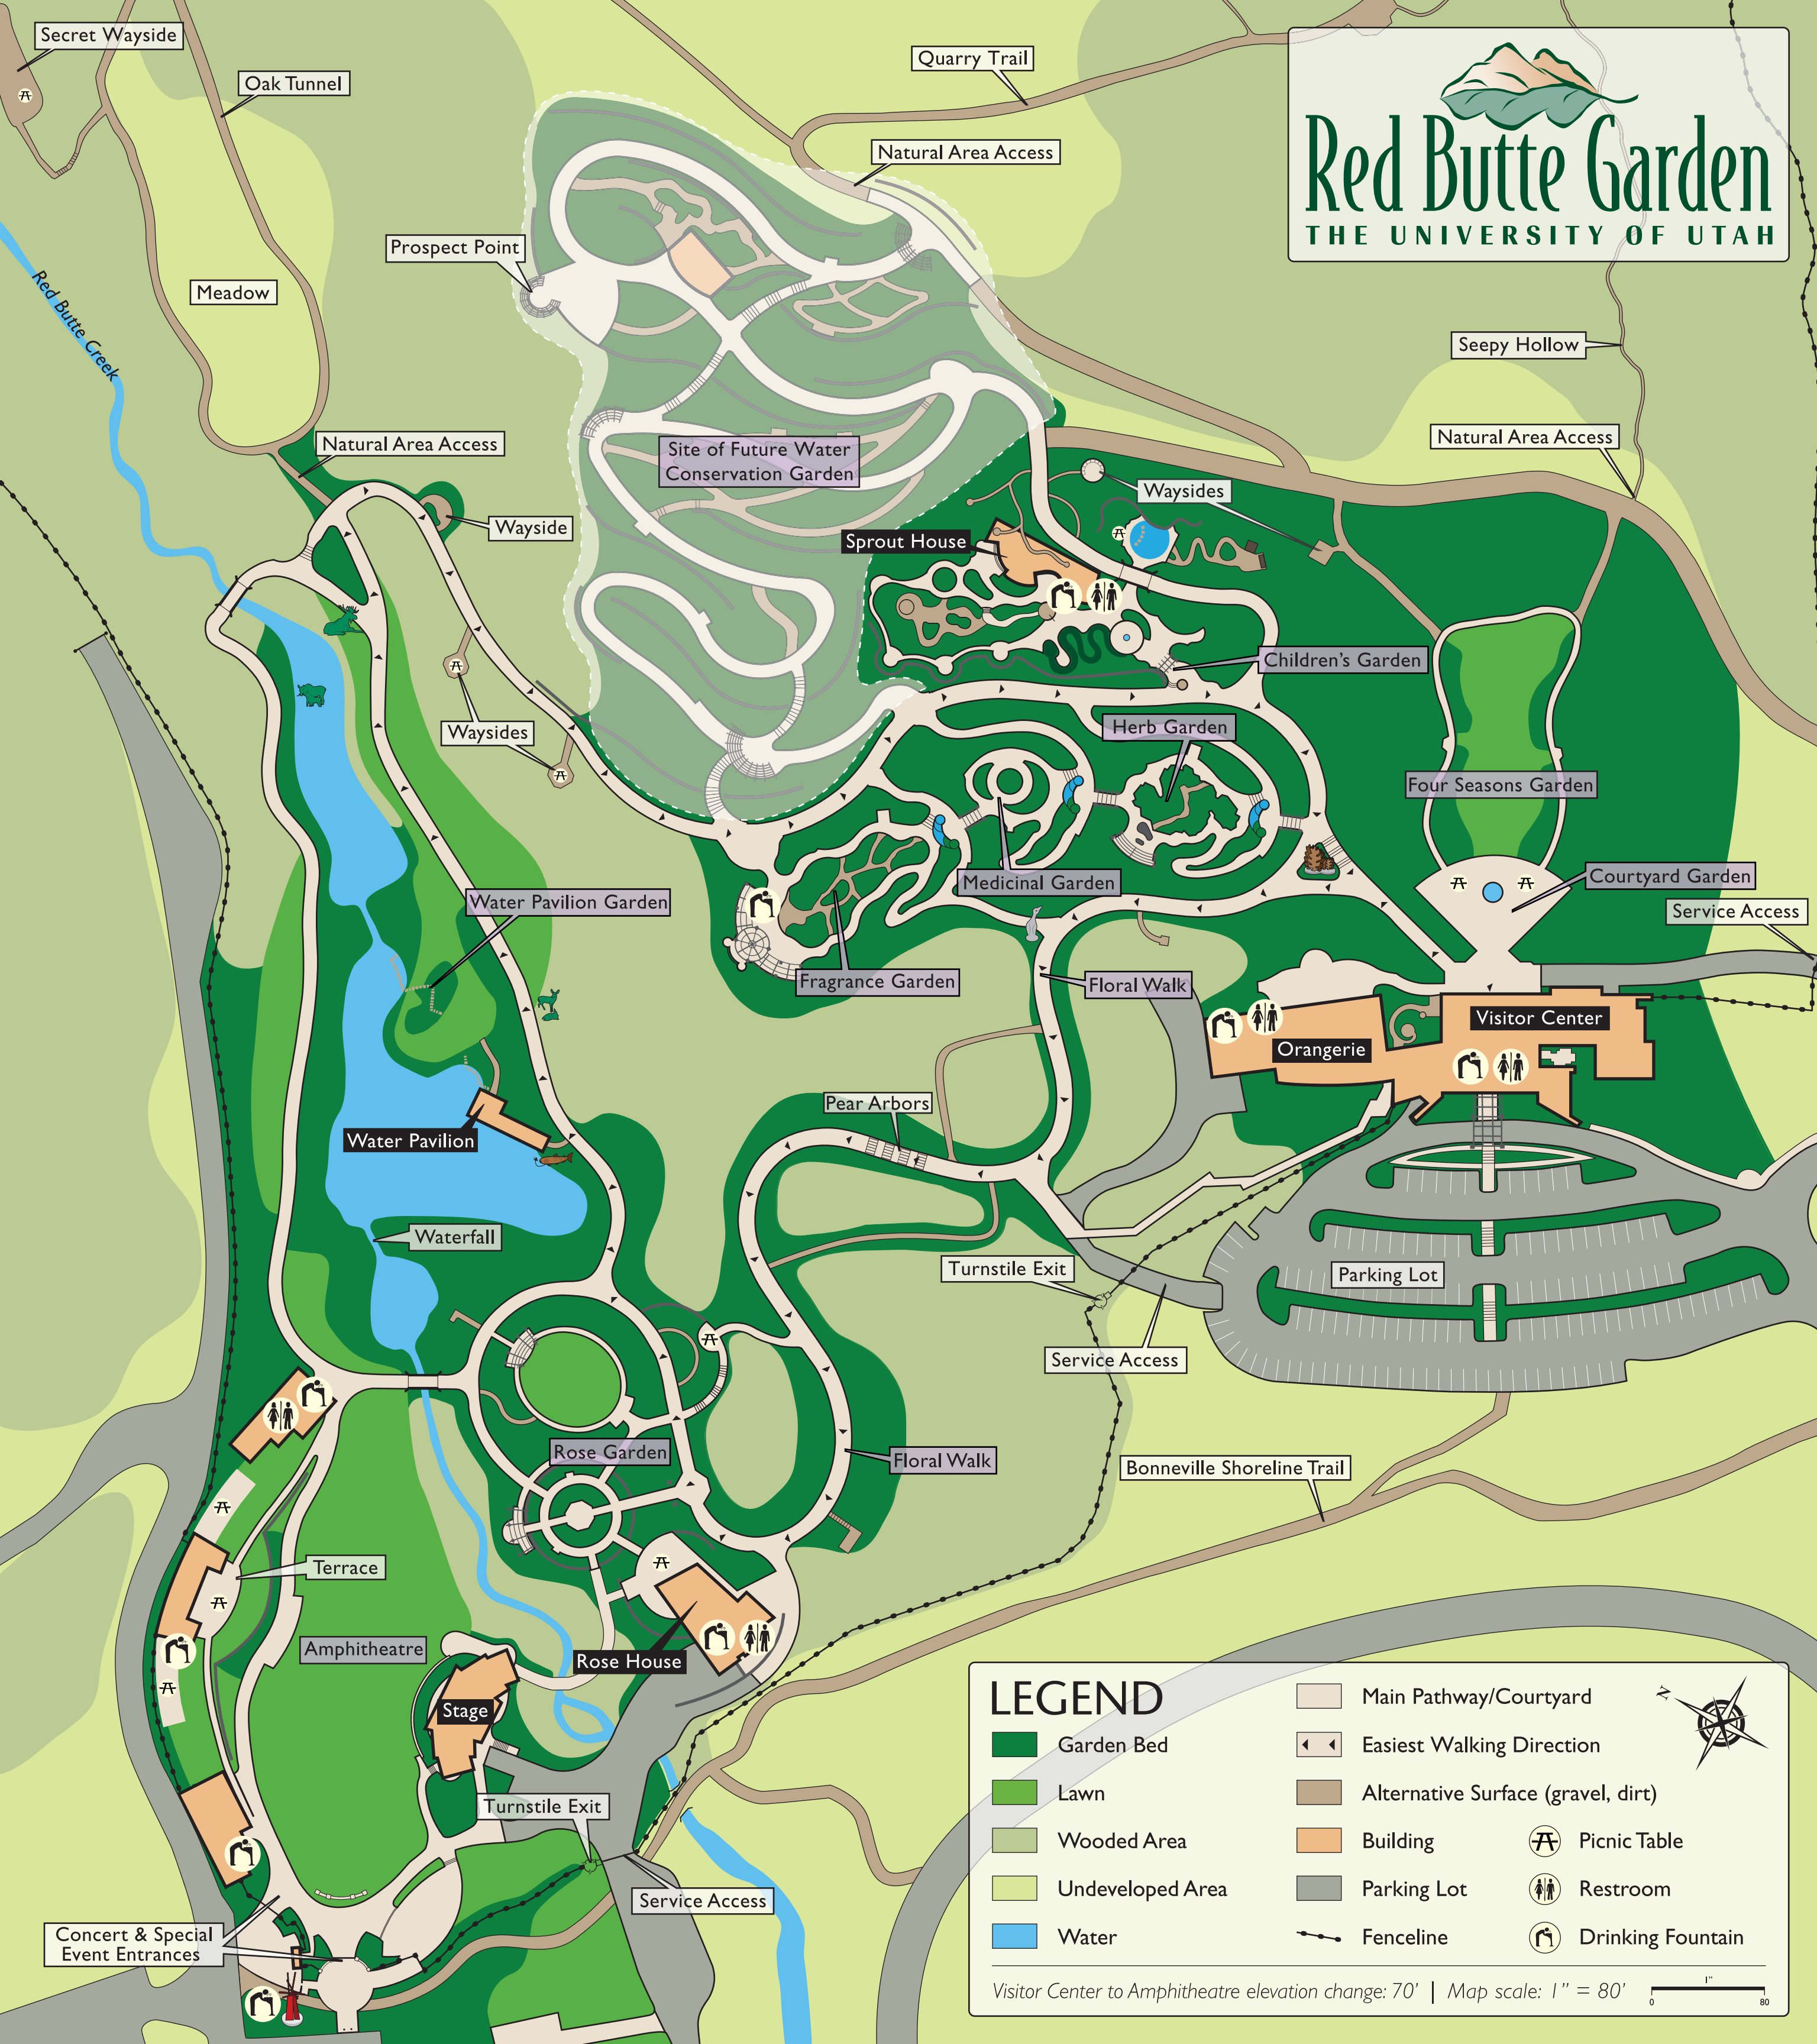 Secret Wayside
Oak Tunnel
Quarry Trail
Natural Area Access
Red Butte Garden
THE UNIVERSITY OF UTAH
Prospect Point
Meadow
Red Butte Creek
Seepy Hollow
Natural Area Access
Natural Area Access
Site of Future Water
Conservation Garden
Waysides
Wayside
Sprout House
Children's Garden
Waysides
Herb Garden
Four Seasons Garden
Medicinal Garden
Courtyard Garden
Water Pavilion Garden
Service Access
Fragrance Garden
Floral Walk
Visitor Center
Orangerie
Pear Arbors
Water Pavilion
Waterfall
Turnstile Exit
Parking Lot
Service Access
Rose Garden
Floral Walk
Bonneville Shoreline Trail
Terrace
Amphitheatre
Rose House
Stage
Turnstile Exit
Service Access
Concert & Special
Event Entrances
LEGEND
Garden Bed
Lawn
Wooded Area
Undeveloped Area
Water
Main Pathway/Courtyard
Easiest Walking Direction
Alternative Surface (gravel, dirt)
Building
Parking Lot
Fenceline
Picnic Table
Restroom
Drinking Fountain
N
Visitor Center to Amphitheatre elevation change: 70' | Map scale: 1" = 80'
1"
0 80